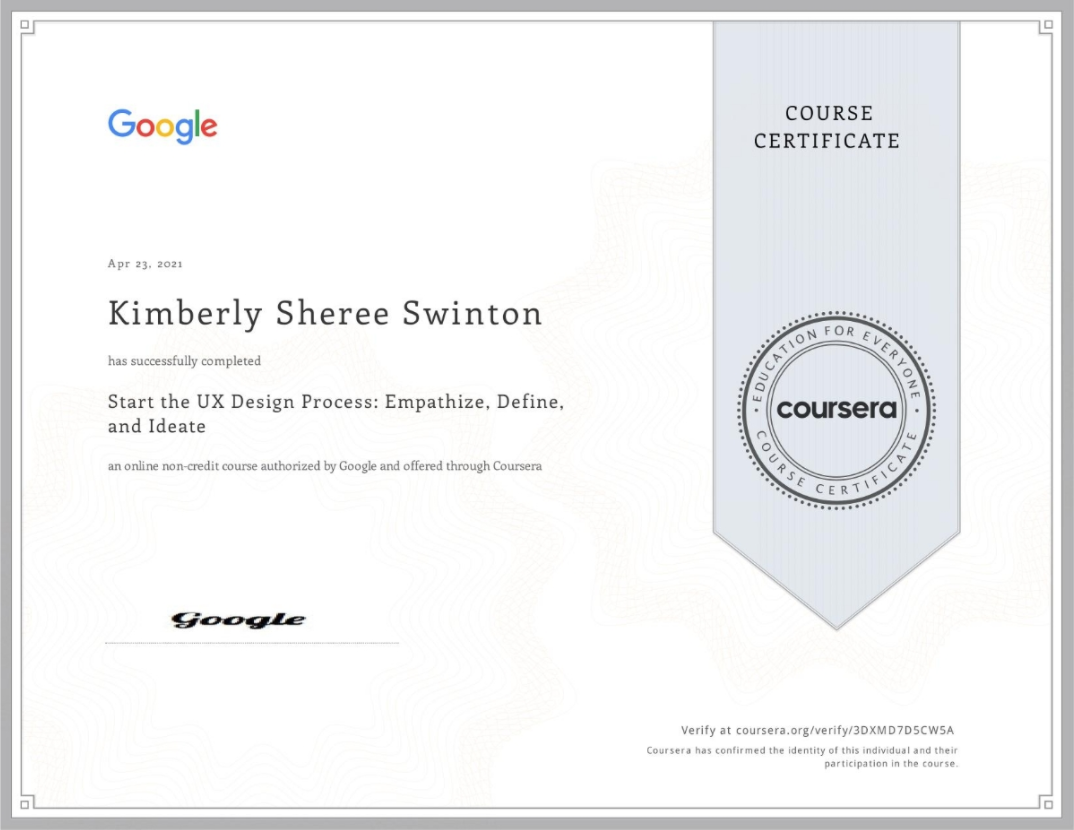 Google
COURSE
CERTIFICATE
Apr 23, 2021
Kimberly Sheree Swinton
has successfully completed
Start the UX Design Process: Empathize, Define,
and Ideate
an online non-credit course authorized by Google and offered through Coursera
EDUCATION FOR EVERYONE
coursera
COURSE CERTIFICATE
Google
Verify at coursera.org/verify/3DXMD7D5CW5A
Coursera has confirmed the identity of this individual and their
participation in the course.